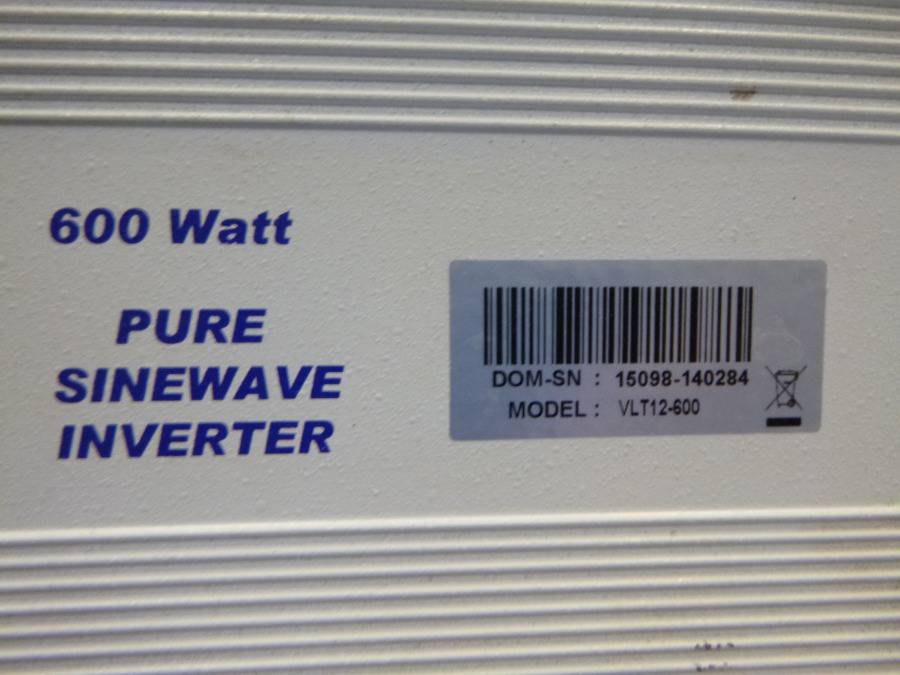 600 Watt
PURE
SINEWAVE
INVERTER
DOM-SN : 15098-140284
MODEL : VLT12-600